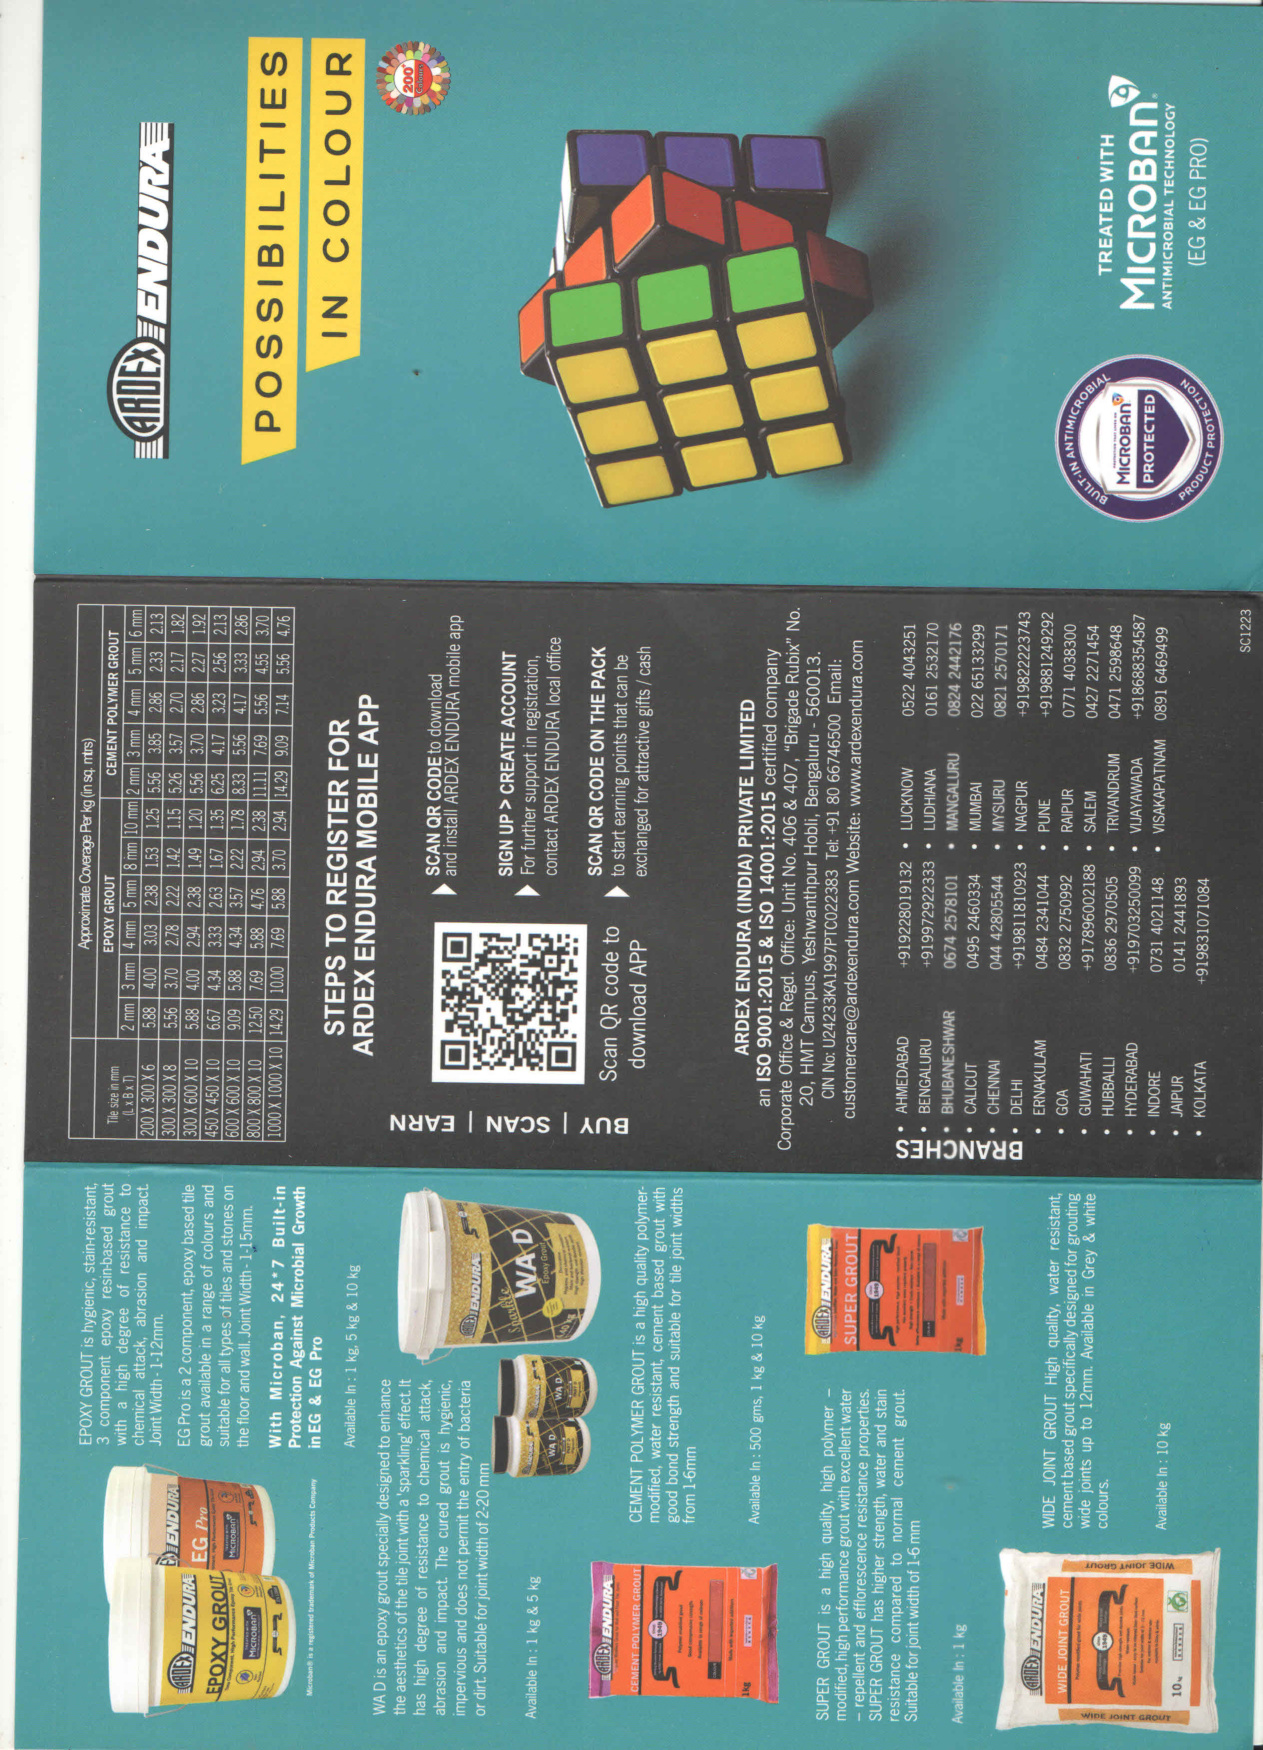 EPOXY GROUT is hygienic, stain-resistant,
3 component epoxy resin-based grout
with a high degree of resistance to
chemical attack, abrasion and impact.
Joint Width - 1-12mm.
EG Pro is a 2 component, epoxy based tile
grout available in a range of colours and
suitable for all types of tiles and stones on
the floor and wall. Joint Width - 1-15mm.
With Microban, 24*7 Built-in
Protection Against Microbial Growth
in EG & EG Pro
Available In : 1 kg, 5 kg & 10 kg
ARDEX ENDURA
EPOXY GROUT
MICROBAN
ENDURA
EG Pro
MICROBAN
Microban® is a registered trademark of Microban Products Company
WA D is an epoxy grout specially designed to enhance
the aesthetics of the tile joint with a 'sparkling' effect. It
has high degree of resistance to chemical attack,
abrasion and impact. The cured grout is hygienic,
impervious and does not permit the entry of bacteria
or dirt. Suitable for joint width of 2-20 mm
Available In : 1 kg & 5 kg
ENDURA
Sparkle
WA D
Epoxy Grout
WA D
WA D
CEMENT POLYMER GROUT is a high quality polymer-
modified, water resistant, cement based grout with
good bond strength and suitable for tile joint widths
from 1-6mm
Available In : 500 gms, 1 kg & 10 kg
ARDEX ENDURA
CEMENT POLYMER GROUT
1kg
SUPER GROUT is a high quality, high polymer –
modified, high performance grout with excellent water
– repellent and efflorescence resistance properties.
SUPER GROUT has higher strength, water and stain
resistance compared to normal cement grout.
Suitable for joint width of 1-6 mm
Available In : 1 kg
ARDEX ENDURA
SUPER GROUT
1kg
WIDE JOINT GROUT High quality, water resistant,
cement based grout specifically designed for grouting
wide joints up to 12mm. Available in Grey & white
colours.
Available In : 10 kg
ARDEX ENDURA
WIDE JOINT GROUT
WIDE JOINT GROUT
WIDE JOINT GROUT
10 kg
Approximate Coverage Per kg (in sq. mtrs)
Tile size in mm EPOXY GROUT CEMENT POLYMER GROUT
(L x B x T) 2 mm 3 mm 4 mm 5 mm 8 mm 10 mm 2 mm 3 mm 4 mm 5 mm 6 mm
200 X 300 X 6 5.88 4.00 3.03 2.38 1.53 1.25 5.56 3.85 2.86 2.33 2.13
300 X 300 X 8 5.56 3.70 2.78 2.22 1.42 1.15 5.26 3.57 2.70 2.17 1.82
300 X 600 X 10 5.88 4.00 2.94 2.38 1.49 1.20 5.56 3.70 2.86 2.27 1.92
450 X 450 X 10 6.67 4.34 3.33 2.63 1.67 1.35 6.25 4.17 3.23 2.56 2.13
600 X 600 X 10 9.09 5.88 4.34 3.57 2.22 1.78 8.33 5.56 4.17 3.33 2.86
800 X 800 X 10 12.50 7.69 5.88 4.76 2.94 2.38 11.11 7.69 5.56 4.55 3.70
1000 X 1000 X 10 14.29 10.00 7.69 5.88 3.70 2.94 14.29 9.09 7.14 5.56 4.76
STEPS TO REGISTER FOR
ARDEX ENDURA MOBILE APP
BUY | SCAN | EARN
Scan QR code to
download APP
SCAN QR CODE to download
and install ARDEX ENDURA mobile app
SIGN UP > CREATE ACCOUNT
For further support in registration,
contact ARDEX ENDURA local office
SCAN QR CODE ON THE PACK
to start earning points that can be
exchanged for attractive gifts / cash
ARDEX ENDURA (INDIA) PRIVATE LIMITED
an ISO 9001:2015 & ISO 14001:2015 certified company
Corporate Office & Regd. Office: Unit No. 406 & 407, "Brigade Rubix" No.
20, HMT Campus, Yeshwanthpur Hobli, Bengaluru - 560013.
CIN No: U24233KA1997PTC022383 Tel: +91 80 66746500 Email:
customercare@ardexendura.com Website: www.ardexendura.com
BRANCHES
• AHMEDABAD +919228019132
• BENGALURU +919972922333
• BHUBANESHWAR 0674 2578101
• CALICUT 0495 2460334
• CHENNAI 044 42805544
• DELHI +919811810923
• ERNAKULAM 0484 2341044
• GOA 0832 2750992
• GUWAHATI +917896002188
• HUBBALLI 0836 2970505
• HYDERABAD +919703250099
• INDORE 0731 4021148
• JAIPUR 0141 2441893
• KOLKATA +919831071084
• LUCKNOW 0522 4043251
• LUDHIANA 0161 2532170
• MANGALURU 0824 2442176
• MUMBAI 022 65133299
• MYSURU 0821 2570171
• NAGPUR +919822223743
• PUNE +919881249292
• RAIPUR 0771 4038300
• SALEM 0427 2271454
• TRIVANDRUM 0471 2598648
• VIJAYAWADA +918688354587
• VISAKAPATNAM 0891 6469499
SC1223
ARDEX ENDURA
POSSIBILITIES
IN COLOUR
200+
Colours
BUILT-IN ANTIMICROBIAL
MICROBAN
PROTECTED
PRODUCT PROTECTION
TREATED WITH
MICROBAN®
ANTIMICROBIAL TECHNOLOGY
(EG & EG PRO)